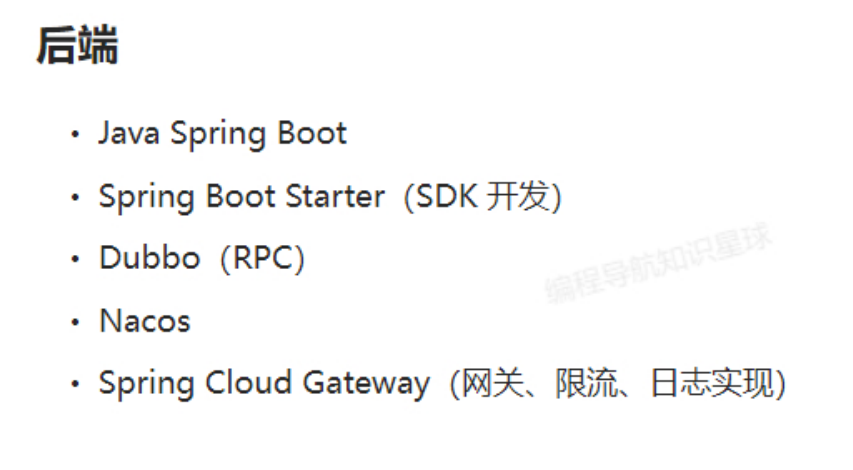 后端
• Java Spring Boot
• Spring Boot Starter（SDK 开发）
• Dubbo（RPC）
编程导航知识星球
• Nacos
• Spring Cloud Gateway（网关、限流、日志实现）